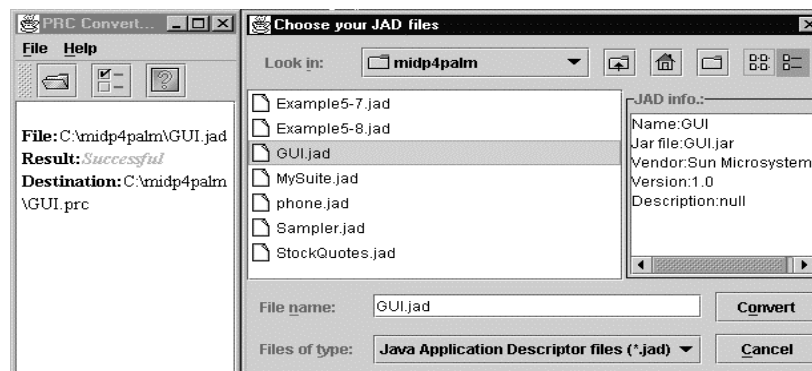 PRC Convert...
File Help
File:C:\midp4palm\GUI.jad
Result:Successful
Destination:C:\midp4palm
\GUI.prc
Choose your JAD files
Look in:
midp4palm
Example5-7.jad
Example5-8.jad
GUI.jad
MySuite.jad
phone.jad
Sampler.jad
StockQuotes.jad
JAD info.:
Name:GUI
Jar file:GUI.jar
Vendor:Sun Microsystem
Version:1.0
Description:null
File name:
GUI.jad
Convert
Files of type:
Java Application Descriptor files (*.jad)
Cancel